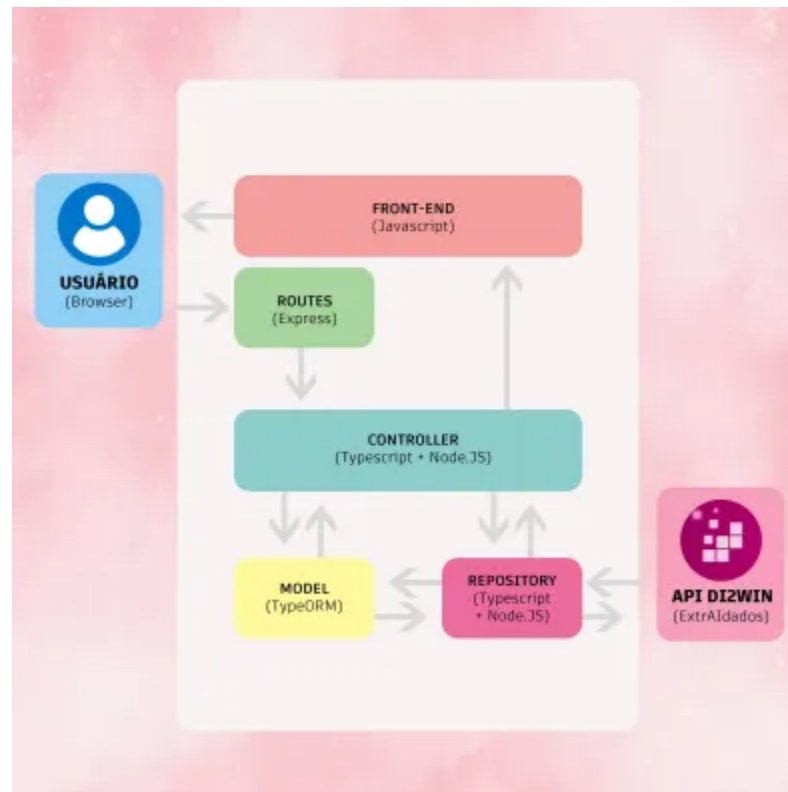 FRONT-END
(Javascript)
USUÁRIO
(Browser)
ROUTES
(Express)
CONTROLLER
(Typescript + Node.JS)
MODEL
(TypeORM)
REPOSITORY
(Typescript
+ Node.JS)
API DI2WIN
(ExtrAIdados)